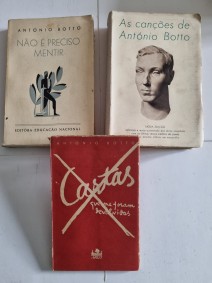 ANTÓNIO BOTTO
NÃO É PRECISO
MENTIR
EDITORA EDUCAÇÃO NACIONAL
As canções de
António Botto
ANTÓNIO BOTTO
Cartas
que me foram
devolvidas